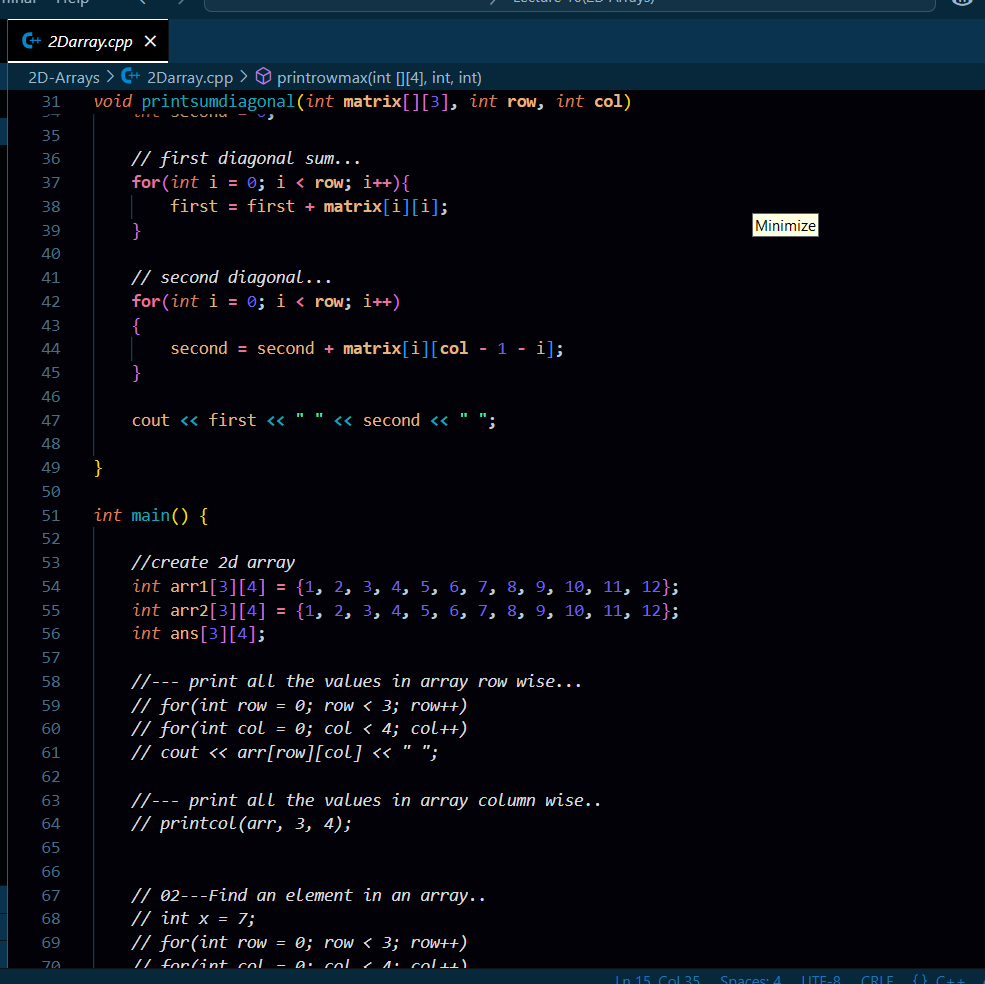 Help
Lecture 10(2D-Arrays)
2Darray.cpp
2D-Arrays > 2Darray.cpp > printrowmax(int [][4], int, int)
31 void printsumdiagonal(int matrix[][3], int row, int col)
34 int second = 0;
35
36 // first diagonal sum...
37 for(int i = 0; i < row; i++){
38 first = first + matrix[i][i];
39 }
Minimize
40
41 // second diagonal...
42 for(int i = 0; i < row; i++)
43 {
44 second = second + matrix[i][col - 1 - i];
45 }
46
47 cout << first << " " << second << " ";
48
49 }
50
51 int main() {
52
53 //create 2d array
54 int arr1[3][4] = {1, 2, 3, 4, 5, 6, 7, 8, 9, 10, 11, 12};
55 int arr2[3][4] = {1, 2, 3, 4, 5, 6, 7, 8, 9, 10, 11, 12};
56 int ans[3][4];
57
58 //--- print all the values in array row wise...
59 // for(int row = 0; row < 3; row++)
60 // for(int col = 0; col < 4; col++)
61 // cout << arr[row][col] << " ";
62
63 //--- print all the values in array column wise..
64 // printcol(arr, 3, 4);
65
66
67 // 02---Find an element in an array..
68 // int x = 7;
69 // for(int row = 0; row < 3; row++)
70 // for(int col = 0; col < 4; col++)
Ln 15, Col 35 Spaces: 4 UTF-8 CRLF {} C++